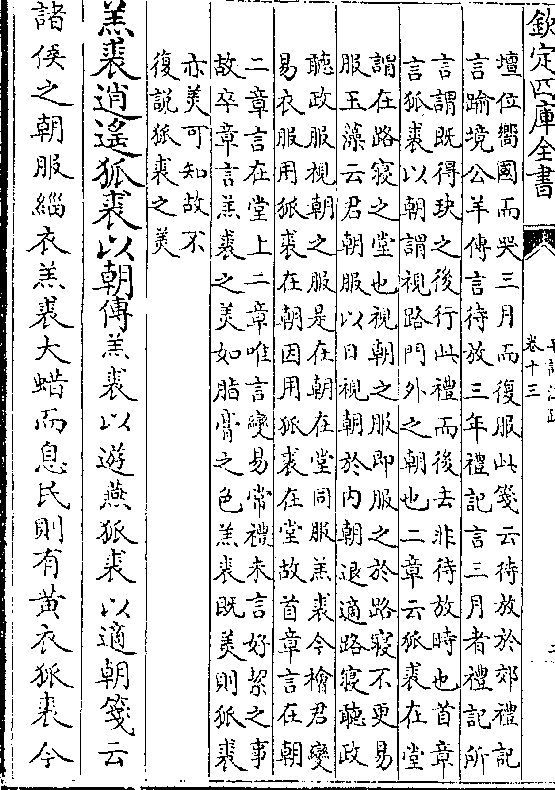 欽定四庫全書
卷十三
壇位嚮國而哭三月而復服此箋云待放於郊禮記
言踰境公羊傳言待放三年禮記言三月者禮記所
言謂既得玦之後行此禮而後去非待放時也首章
言狐裘以朝謂視路門外之朝也二章云狐裘在堂
謂在路寢之堂也視朝之服即服之於路寢不更易
服玉藻云君朝服以日視朝於内朝退適路寢聽政
聽政服視朝之服是在朝在堂同服羔裘今檜君變
易衣服用狐裘在朝因用狐裘在堂故首章言在朝
二章言在堂上二章唯言變易常禮未言好絜之事
故卒章言羔裘之美如脂膏之色羔裘既美則狐裘
亦美可知故不
復說狐裘之美
羔裘逍遙狐裘以朝傳羔裘以遊燕狐裘以適朝箋云
諸侯之朝服緇衣羔裘大蜡而息民則有黃衣狐裘今